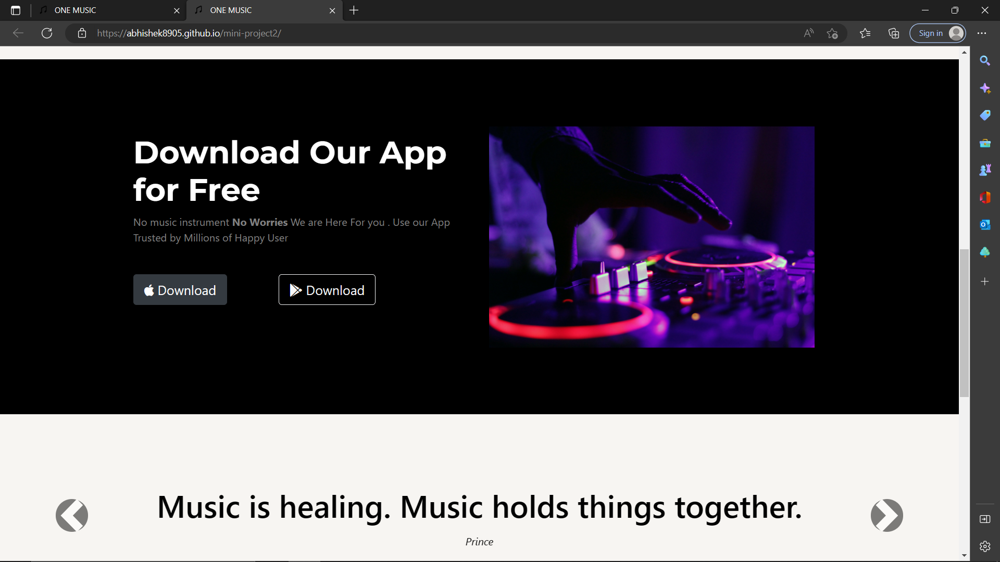 ONE MUSIC
ONE MUSIC
https://abhishek8905.github.io/mini-project2/
Sign in
Download Our App
for Free
No music instrument No Worries We are Here For you . Use our App
Trusted by Millions of Happy User
Download
Download
Music is healing. Music holds things together.
Prince